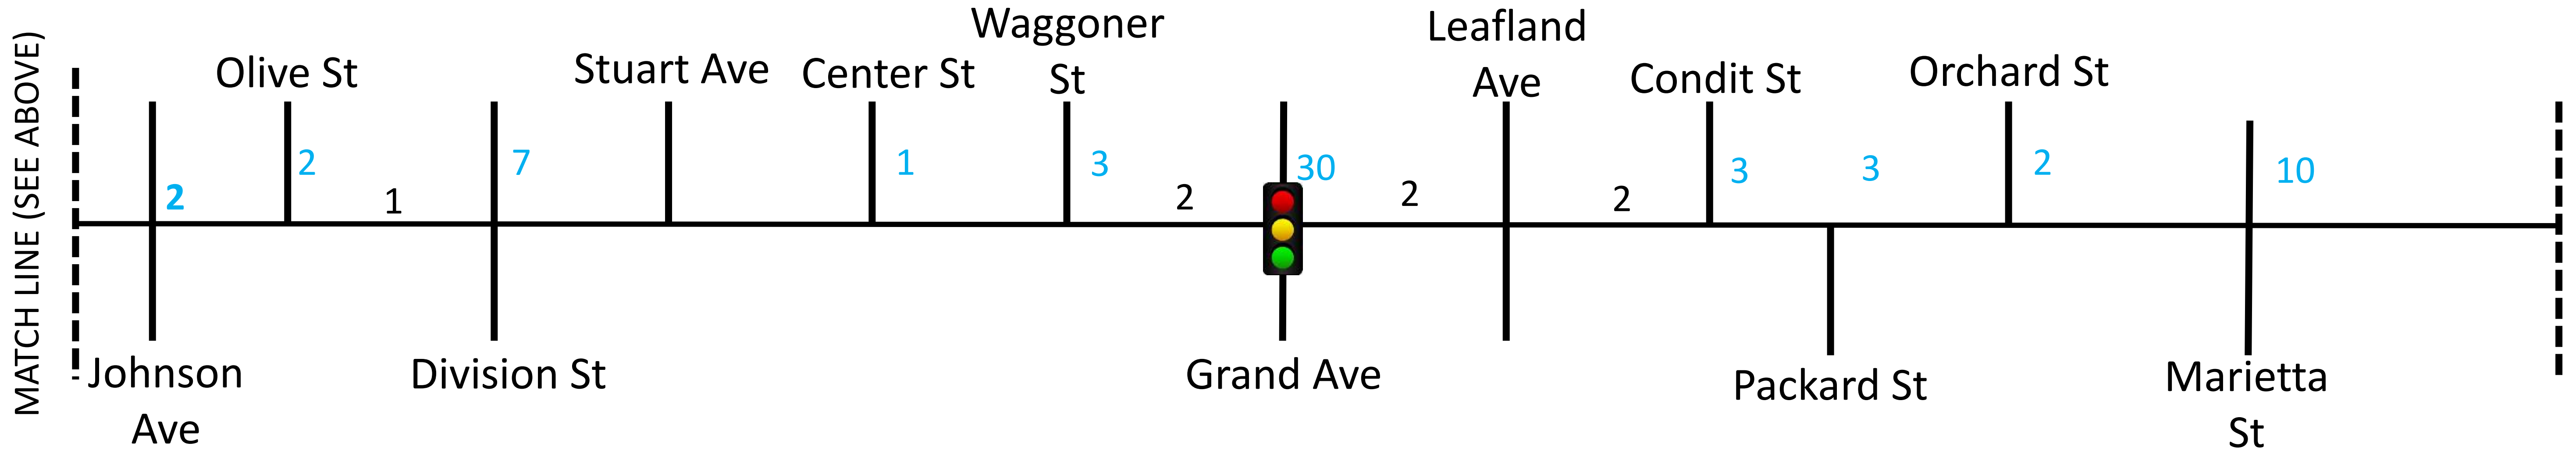 MATCH LINE (SEE ABOVE)
Olive St
Stuart Ave
Center St
Waggoner
St
Leafland
Ave
Condit St
Orchard St
2
2
1
7
1
3
2
30
2
2
3
3
2
10
Johnson
Ave
Division St
Grand Ave
Packard St
Marietta
St